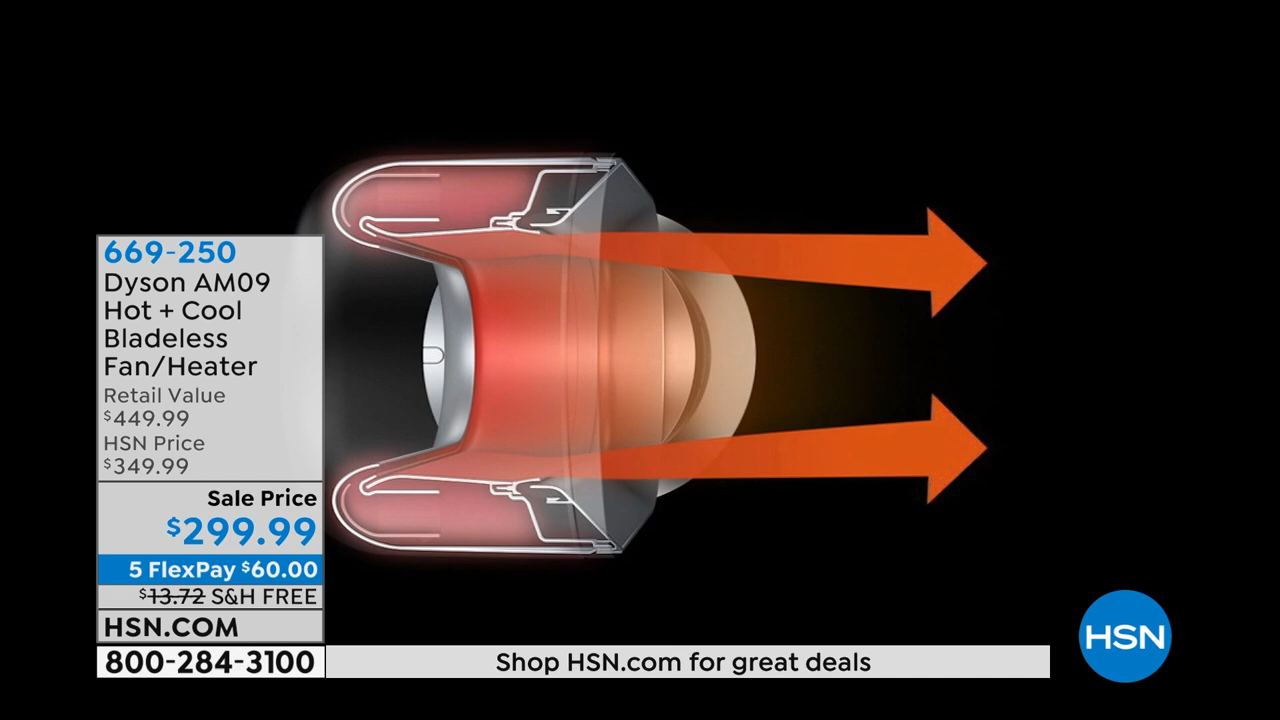 669-250
Dyson AM09
Hot + Cool
Bladeless
Fan/Heater
Retail Value
$449.99
HSN Price
$349.99
Sale Price
$299.99
5 FlexPay $60.00
$13.72 S&H FREE
HSN.COM
800-284-3100
Shop HSN.com for great deals
HSN